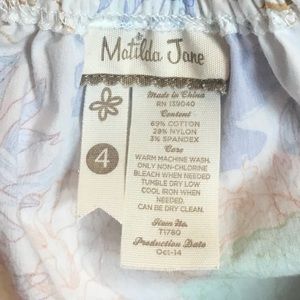 Matilda Jane
Made in China
RN 139040
Content
69% COTTON
28% NYLON
3% SPANDEX
Care
WARM MACHINE WASH.
ONLY NON-CHLORINE
BLEACH WHEN NEEDED
TUMBLE DRY LOW
COOL IRON WHEN
NEEDED.
CAN BE DRY CLEAN.
Item No.
71780
Production Date
Oct-14
4